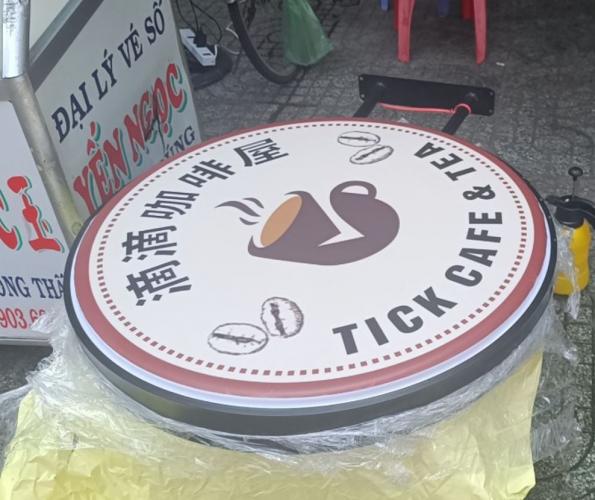 滴滴咖啡屋
TICK CAFE & TEA
ĐẠI LÝ VÉ SỐ
YẾN NGỌC